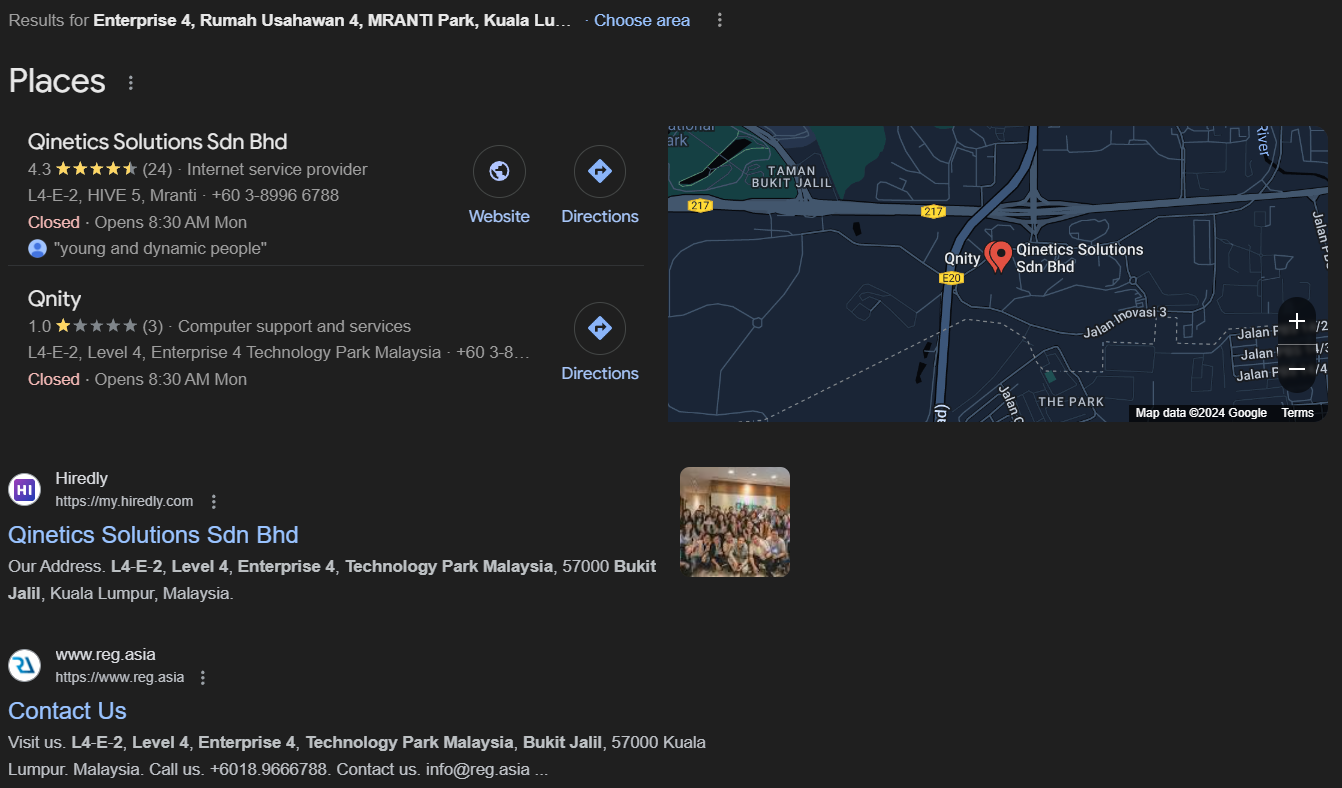 Results for Enterprise 4, Rumah Usahawan 4, MRANTI Park, Kuala Lu… · Choose area
Places
Qinetics Solutions Sdn Bhd
4.3 (24) · Internet service provider
L4-E-2, HIVE 5, Mranti · +60 3-8996 6788
Closed · Opens 8:30 AM Mon
"young and dynamic people"
Website
Directions
Qnity
1.0 (3) · Computer support and services
L4-E-2, Level 4, Enterprise 4 Technology Park Malaysia · +60 3-8…
Closed · Opens 8:30 AM Mon
Directions
ational
ark
TAMAN
BUKIT JALIL
River
217
217
Qnity
Qinetics Solutions
Sdn Bhd
E20
Jalan Inovasi 3
THE PARK
Map data ©2024 Google Terms
HI
Hiredly
https://my.hiredly.com
Qinetics Solutions Sdn Bhd
Our Address. L4-E-2, Level 4, Enterprise 4, Technology Park Malaysia, 57000 Bukit
Jalil, Kuala Lumpur, Malaysia.
www.reg.asia
https://www.reg.asia
Contact Us
Visit us. L4-E-2, Level 4, Enterprise 4, Technology Park Malaysia, Bukit Jalil, 57000 Kuala
Lumpur. Malaysia. Call us. +6018.9666788. Contact us. info@reg.asia ...